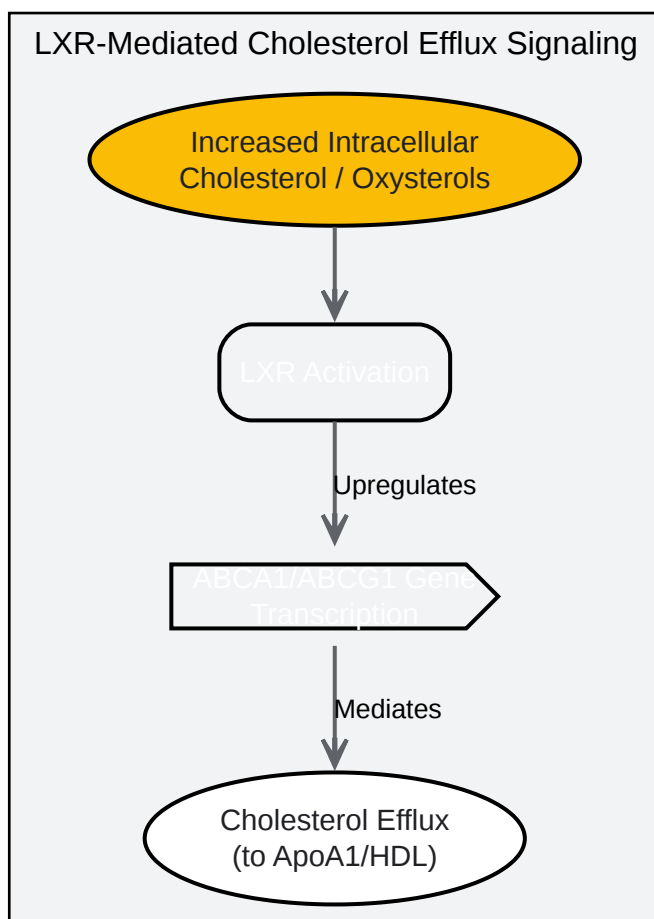 LXR-Mediated Cholesterol Efflux Signaling
Increased Intracellular
Cholesterol / Oxysterols
LXR Activation
Upregulates
ABCA1/ABCG1 Gene
Transcription
Mediates
Cholesterol Efflux
(to ApoA1/HDL)